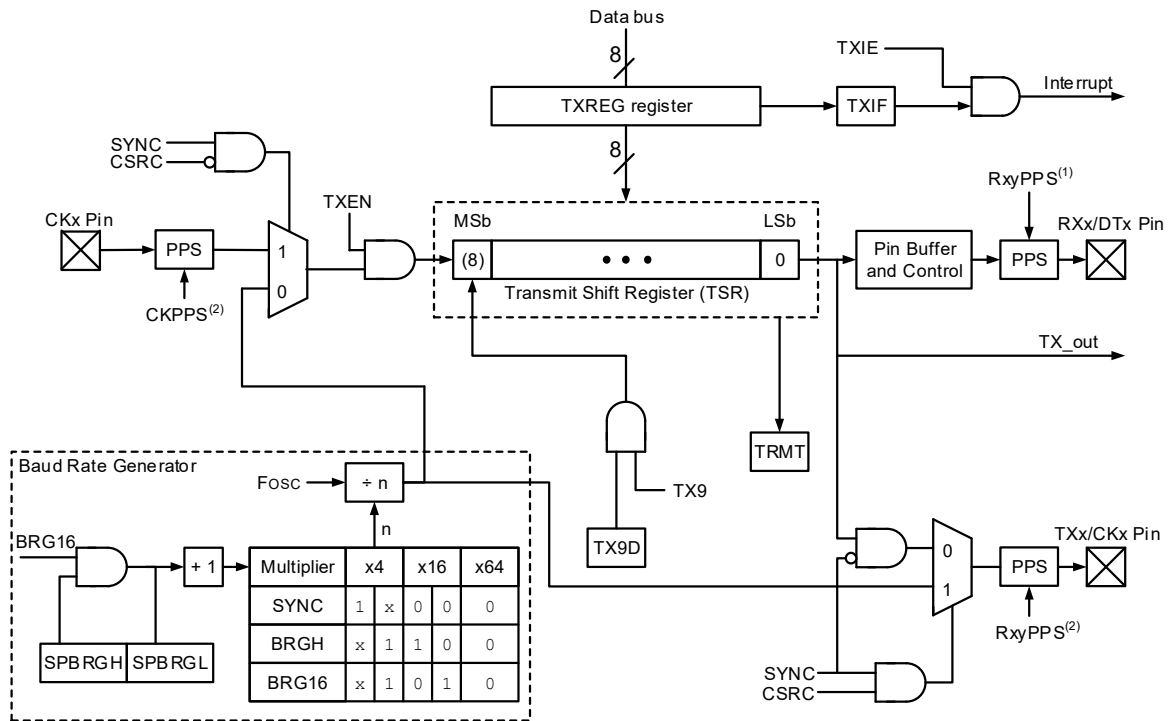 Data bus
8
TXIE
TXREG register
TXIF
Interrupt
SYNC
CSRC
8
RxyPPS(1)
TXEN
CKx Pin
MSb
LSb
RXx/DTx Pin
PPS
1
(8)
• • •
0
Pin Buffer
and Control
PPS
0
Transmit Shift Register (TSR)
CKPPS(2)
TX_out
TRMT
Baud Rate Generator
Fosc
÷ n
TX9
n
TX9D
BRG16
TXx/CKx Pin
+ 1
Multiplier x4 x16 x64
0
PPS
SYNC 1 x 0 0 0
1
BRGH x 1 1 0 0
RxyPPS(2)
SPBRGH SPBRGL
BRG16 x 1 0 1 0
SYNC
CSRC